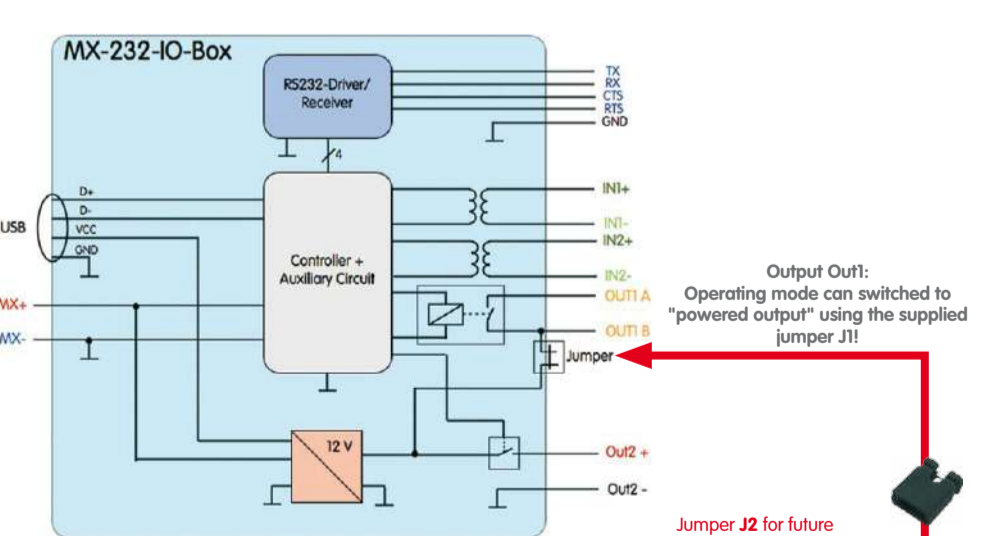 MX-232-IO-Box
RS232-Driver/
Receiver
TX
RX
CTS
RTS
GND
4
USB
D+
D-
VCC
GND
Controller +
Auxiliary Circuit
IN1+
IN1-
IN2+
IN2-
OUT1 A
OUT1 B
MX+
MX-
Jumper
Output Out1:
Operating mode can switched to
"powered output" using the supplied
jumper J1!
12 V
Out2 +
Out2 -
Jumper J2 for future